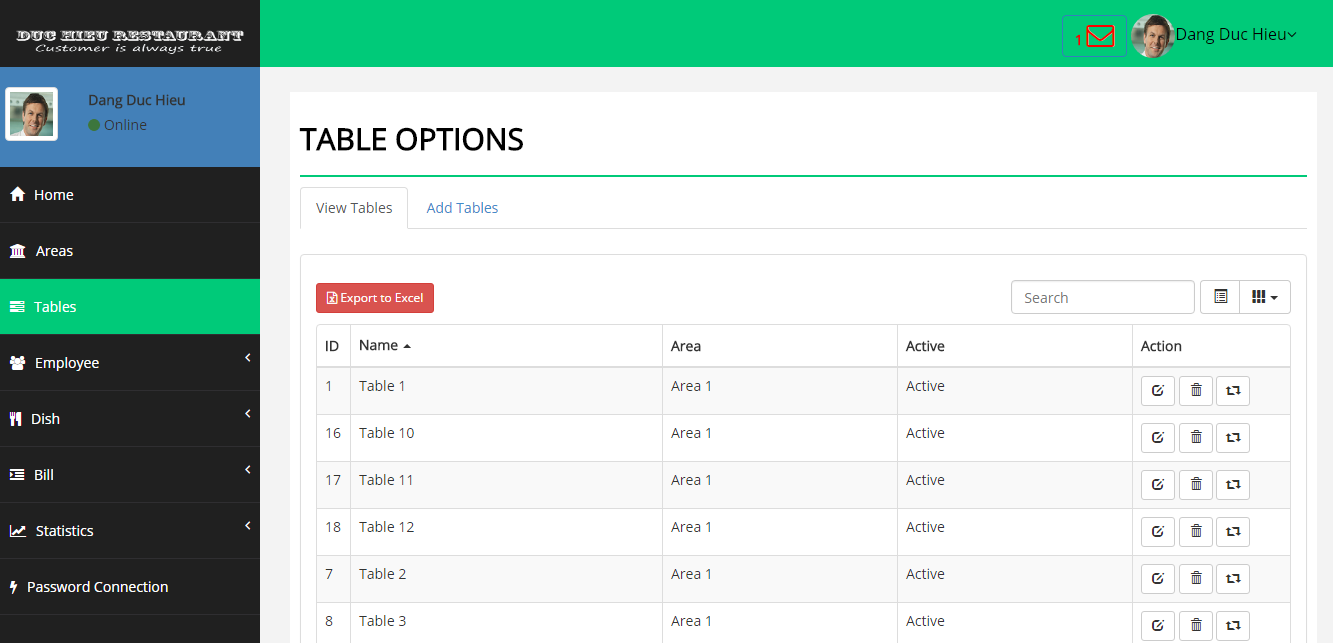 DUC HIEU RESTAURANT
Customer is always true
1
Dang Duc Hieu
Dang Duc Hieu
Online
Home
Areas
Tables
Employee
Dish
Bill
Statistics
Password Connection
TABLE OPTIONS
View Tables Add Tables
Export to Excel Search
ID Name Area Active Action
1 Table 1 Area 1 Active
16 Table 10 Area 1 Active
17 Table 11 Area 1 Active
18 Table 12 Area 1 Active
7 Table 2 Area 1 Active
8 Table 3 Area 1 Active